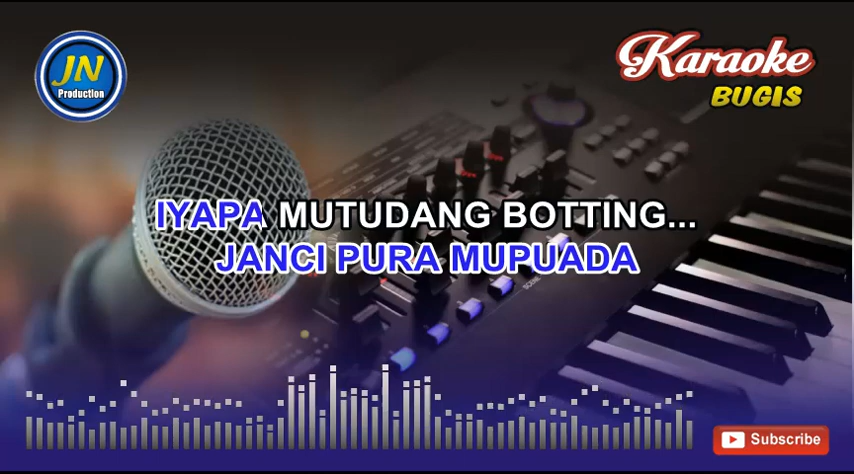 JN
Production
Karaoke
BUGIS
IYAPA MUTUDANG BOTTING...
JANCI PURA MUPUADA
Subscribe